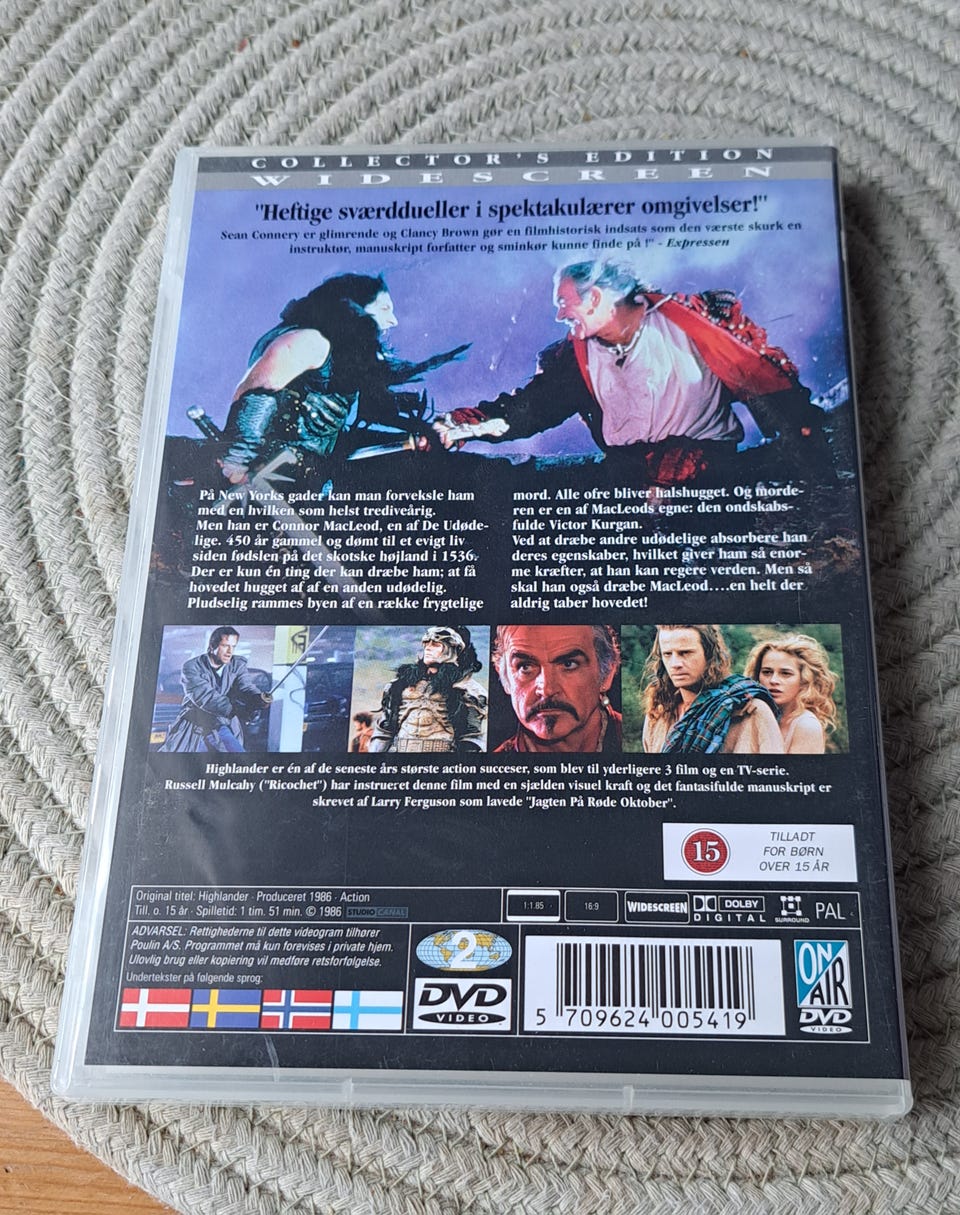 COLLECTOR'S EDITION
WIDESCREEN
"Heftige sværddueller i spektakulærer omgivelser!"
Sean Connery er glimrende og Clancy Brown gør en filmhistorisk indsats som den værste skurk en
instruktør, manuskript forfatter og sminkør kunne finde på !" - Expressen
På New Yorks gader kan man forveksle ham
med en hvilken som helst trediveårig.
Men han er Connor MacLeod, en af De Udøde-
lige. 450 år gammel og dømt til et evigt liv
siden fødslen på det skotske højland i 1536.
Der er kun én ting der kan dræbe ham; at få
hovedet hugget af af en anden udødelig.
Pludselig rammes byen af en række frygtelige
mord. Alle ofre bliver halshugget. Og morde-
ren er en af MacLeods egne: den ondskabs-
fulde Victor Kurgan.
Ved at dræbe andre udødelige absorbere han
deres egenskaber, hvilket giver ham så enor-
me kræfter, at han kan regere verden. Men så
skal han også dræbe MacLeod....en helt der
aldrig taber hovedet!
Highlander er én af de seneste års største action succeser, som blev til yderligere 3 film og en TV-serie.
Russell Mulcahy ("Ricochet") har instrueret denne film med en sjælden visuel kraft og det fantasifulde manuskript er
skrevet af Larry Ferguson som lavede "Jagten På Røde Oktober".
15
TILLADT
FOR BØRN
OVER 15 ÅR
Original titel: Highlander · Produceret 1986 · Action
Till. o. 15 år · Spilletid: 1 tim. 51 min. © 1986 STUDIO CANAL
1:1.85
16:9
WIDESCREEN
DOLBY
DIGITAL
SURROUND
PAL
ADVARSEL: Rettighederne til dette videogram tilhører
Poulin A/S. Programmet må kun forevises i private hjem.
Ulovlig brug eller kopiering vil medføre retsforfølgelse.
Undertekster på følgende sprog:
2
DVD
VIDEO
5 709624 005419
ON
AIR
DVD
VIDEO